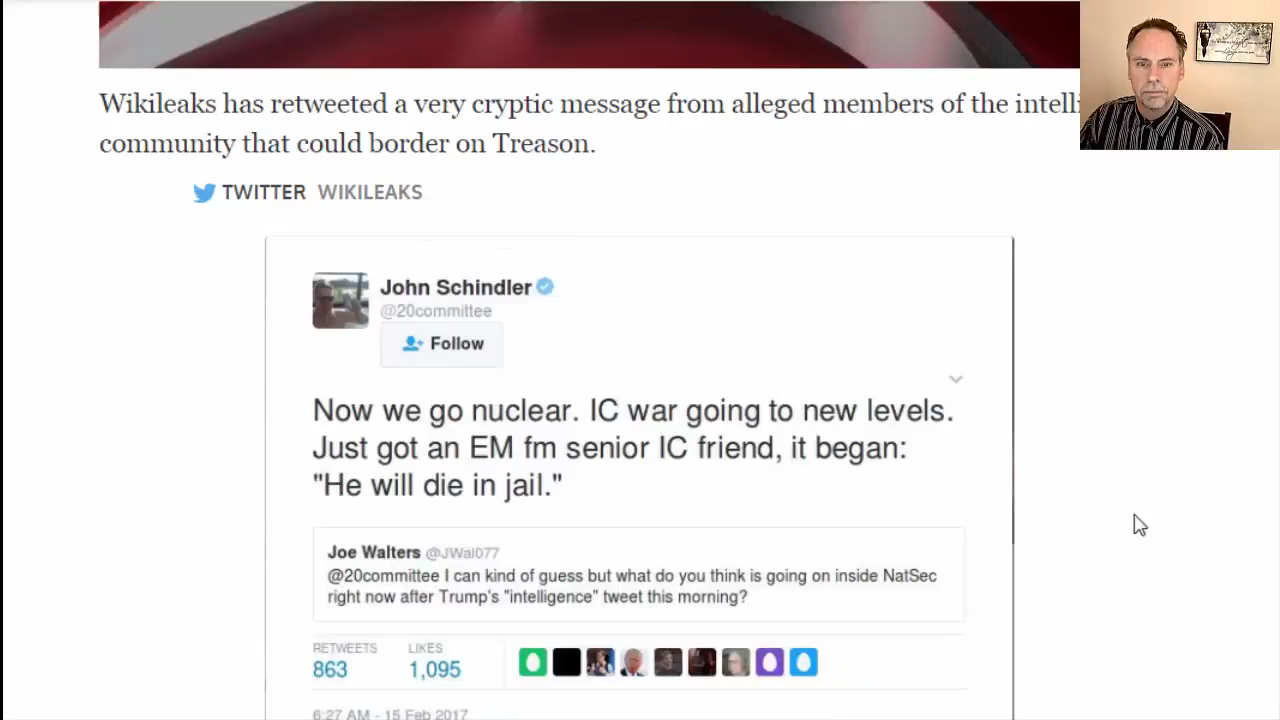 Wikileaks has retweeted a very cryptic message from alleged members of the
community that could border on Treason.
TWITTER WIKILEAKS
John Schindler
@20committee
Follow
Now we go nuclear. IC war going to new levels.
Just got an EM fm senior IC friend, it began:
"He will die in jail."
Joe Walters @JWal077
@20committee I can kind of guess but what do you think is going on inside NatSec
right now after Trump's "intelligence" tweet this morning?
RETWEETS LIKES
863 1,095
6:27 AM - 15 Feb 2017